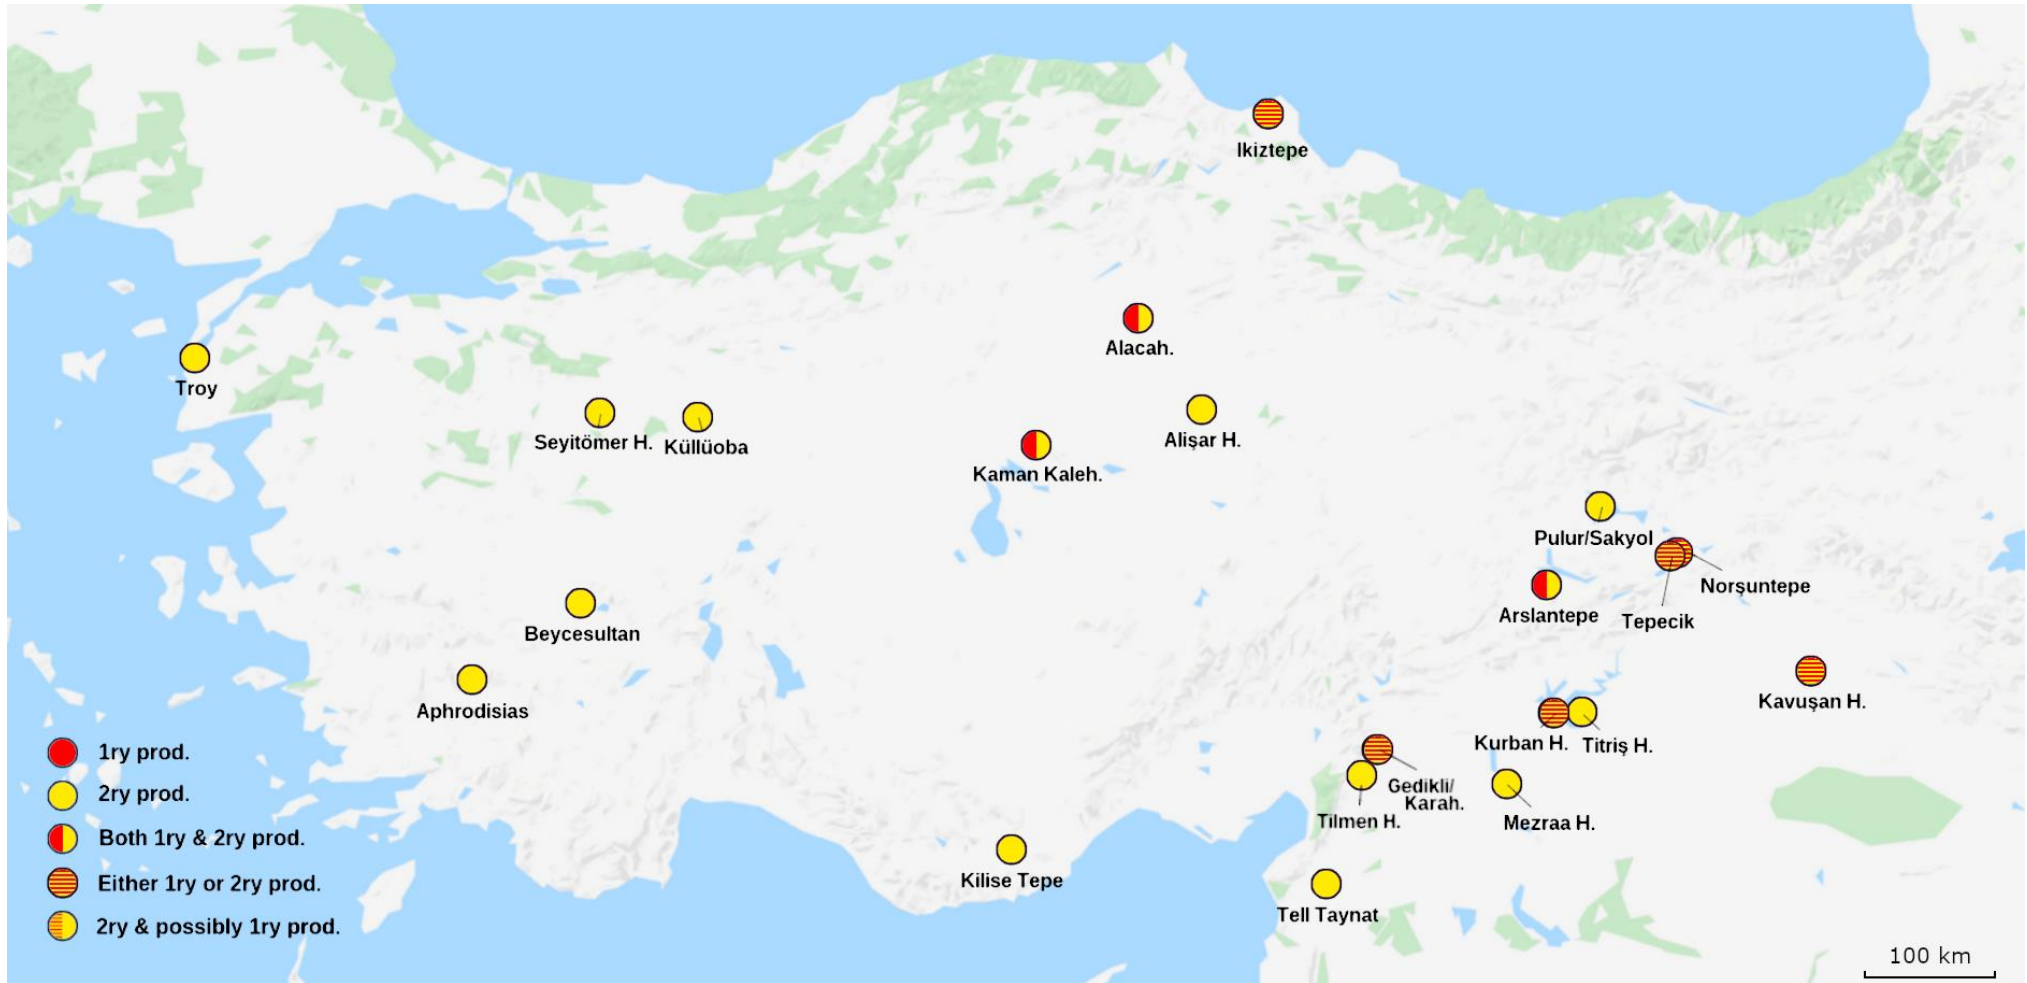 Ikiztepe
Alacah.
Troy
Seyitömer H.
Küllüoba
Alişar H.
Kaman Kaleh.
Pulur/Sakyol
Norşuntepe
Arslantepe
Tepecik
Beycesultan
Kavuşan H.
Aphrodisias
Kurban H.
Titriş H.
Gedikli/
Karah.
Tilmen H.
Mezraa H.
Kilise Tepe
Tell Taynat
1ry prod.
2ry prod.
Both 1ry & 2ry prod.
Either 1ry or 2ry prod.
2ry & possibly 1ry prod.
100 km